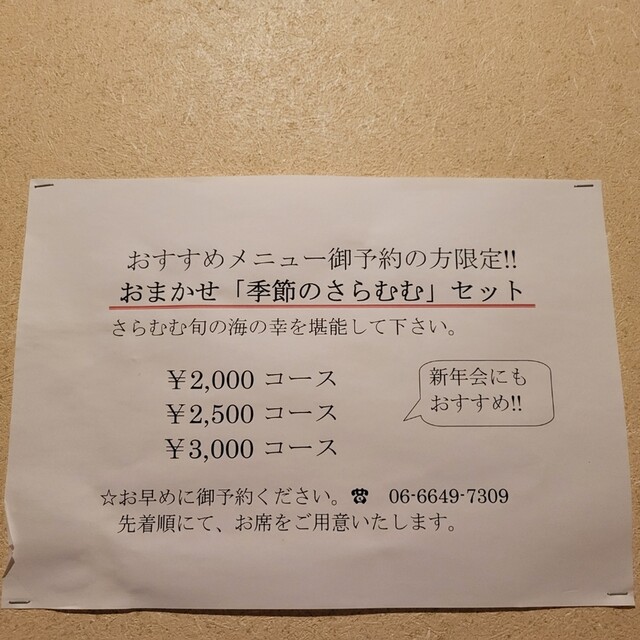 おすすめメニュー御予約の方限定!!
おまかせ「季節のさらむむ」セット
さらむむ旬の海の幸を堪能して下さい。
￥2,000 コース
￥2,500 コース
￥3,000 コース
新年会にも
おすすめ!!
☆お早めに御予約ください。☎ 06-6649-7309
先着順にて、お席をご用意いたします。